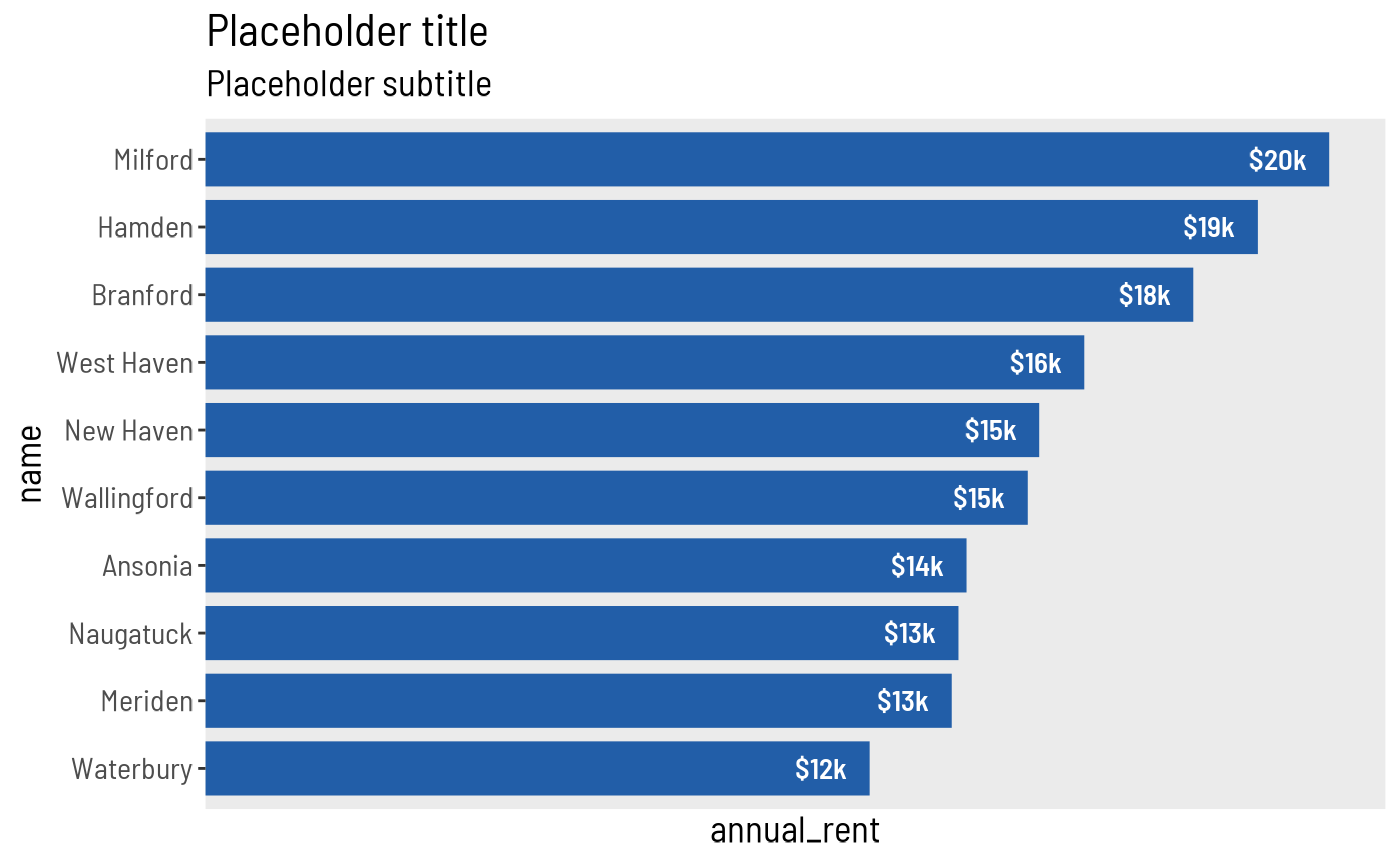 Placeholder title
Placeholder subtitle
Milford $20k
Hamden $19k
Branford $18k
West Haven $16k
New Haven $15k
Wallingford $15k
Ansonia $14k
Naugatuck $13k
Meriden $13k
Waterbury $12k
name
annual_rent